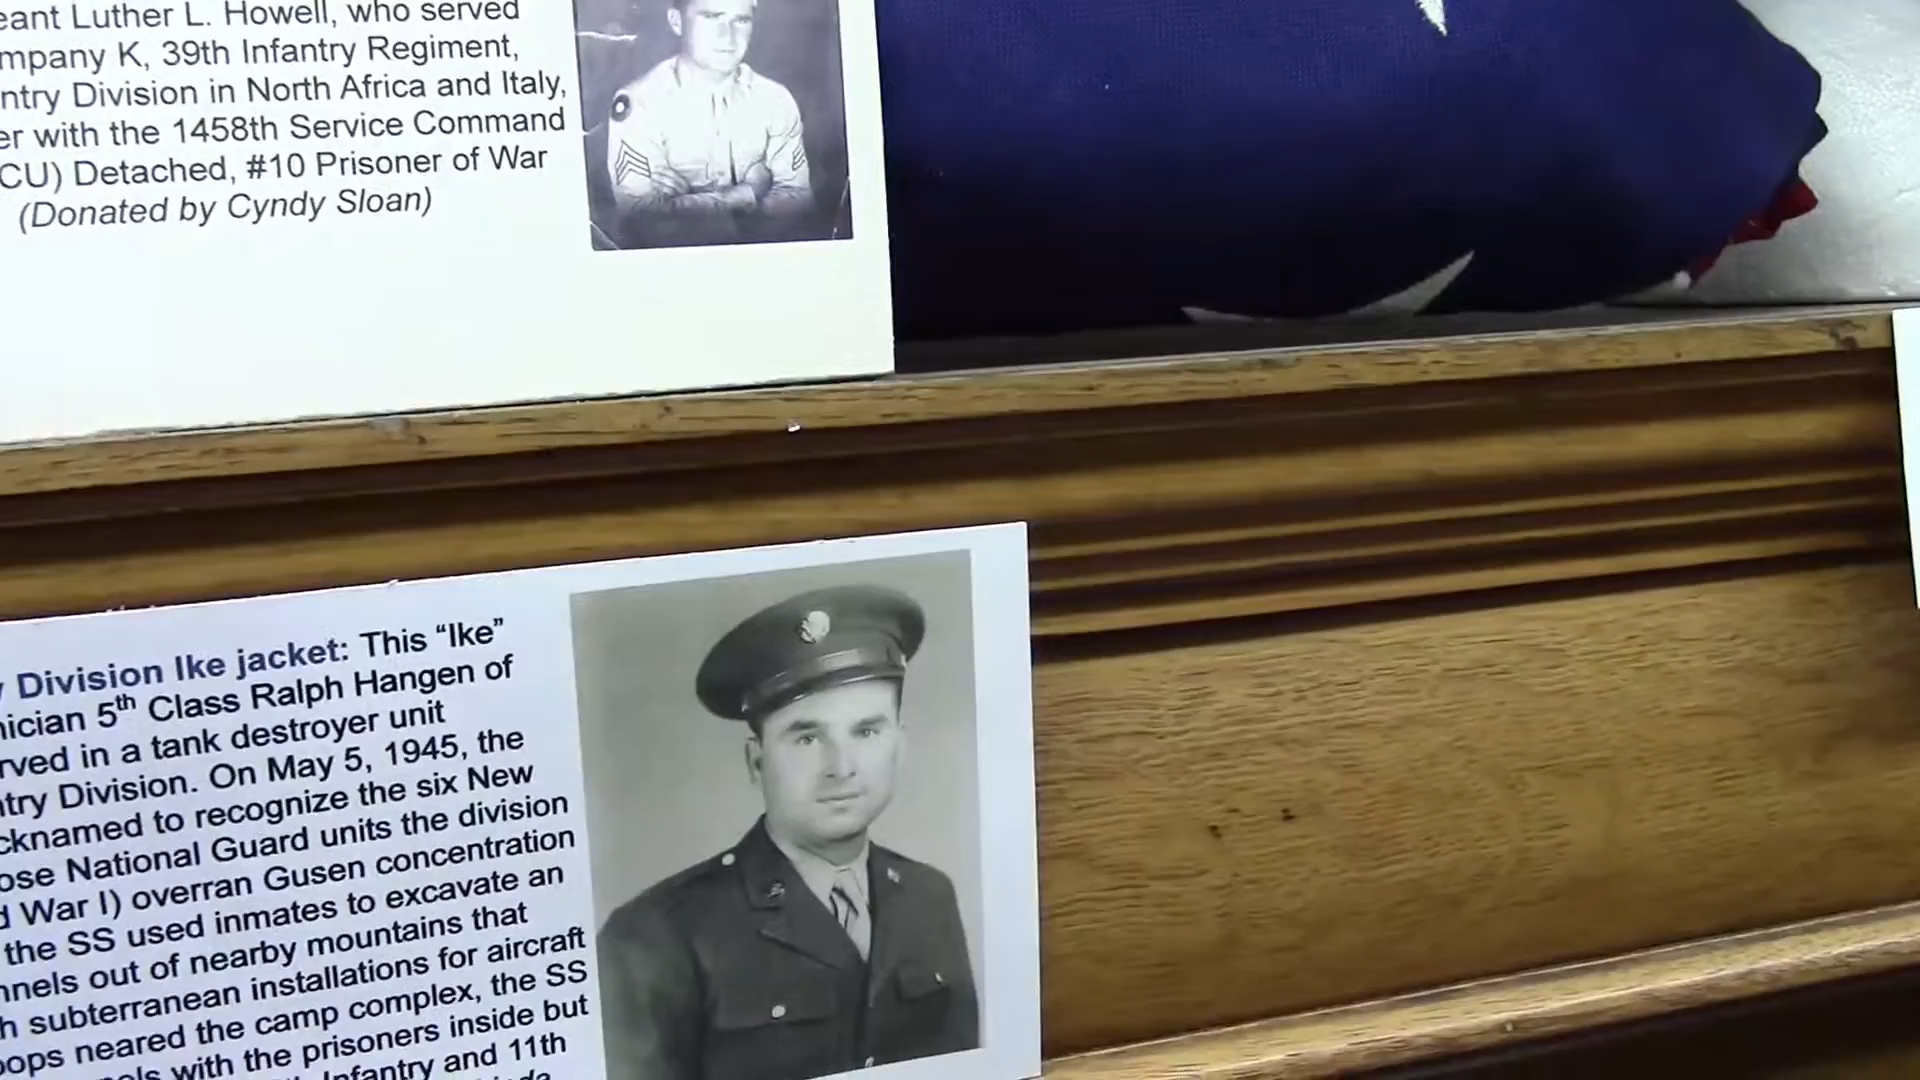 eant Luther L. Howell, who served
mpany K, 39th Infantry Regiment,
ntry Division in North Africa and Italy,
er with the 1458th Service Command
CU) Detached, #10 Prisoner of War
(Donated by Cyndy Sloan)
y Division Ike jacket: This “Ike”
nician 5th Class Ralph Hangen of
rved in a tank destroyer unit
ntry Division. On May 5, 1945, the
cknamed to recognize the six New
ose National Guard units the division
d War I) overran Gusen concentration
the SS used inmates to excavate an
nnels out of nearby mountains that
h subterranean installations for aircraft
oops neared the camp complex, the SS
nels with the prisoners inside but
Infantry and 11th